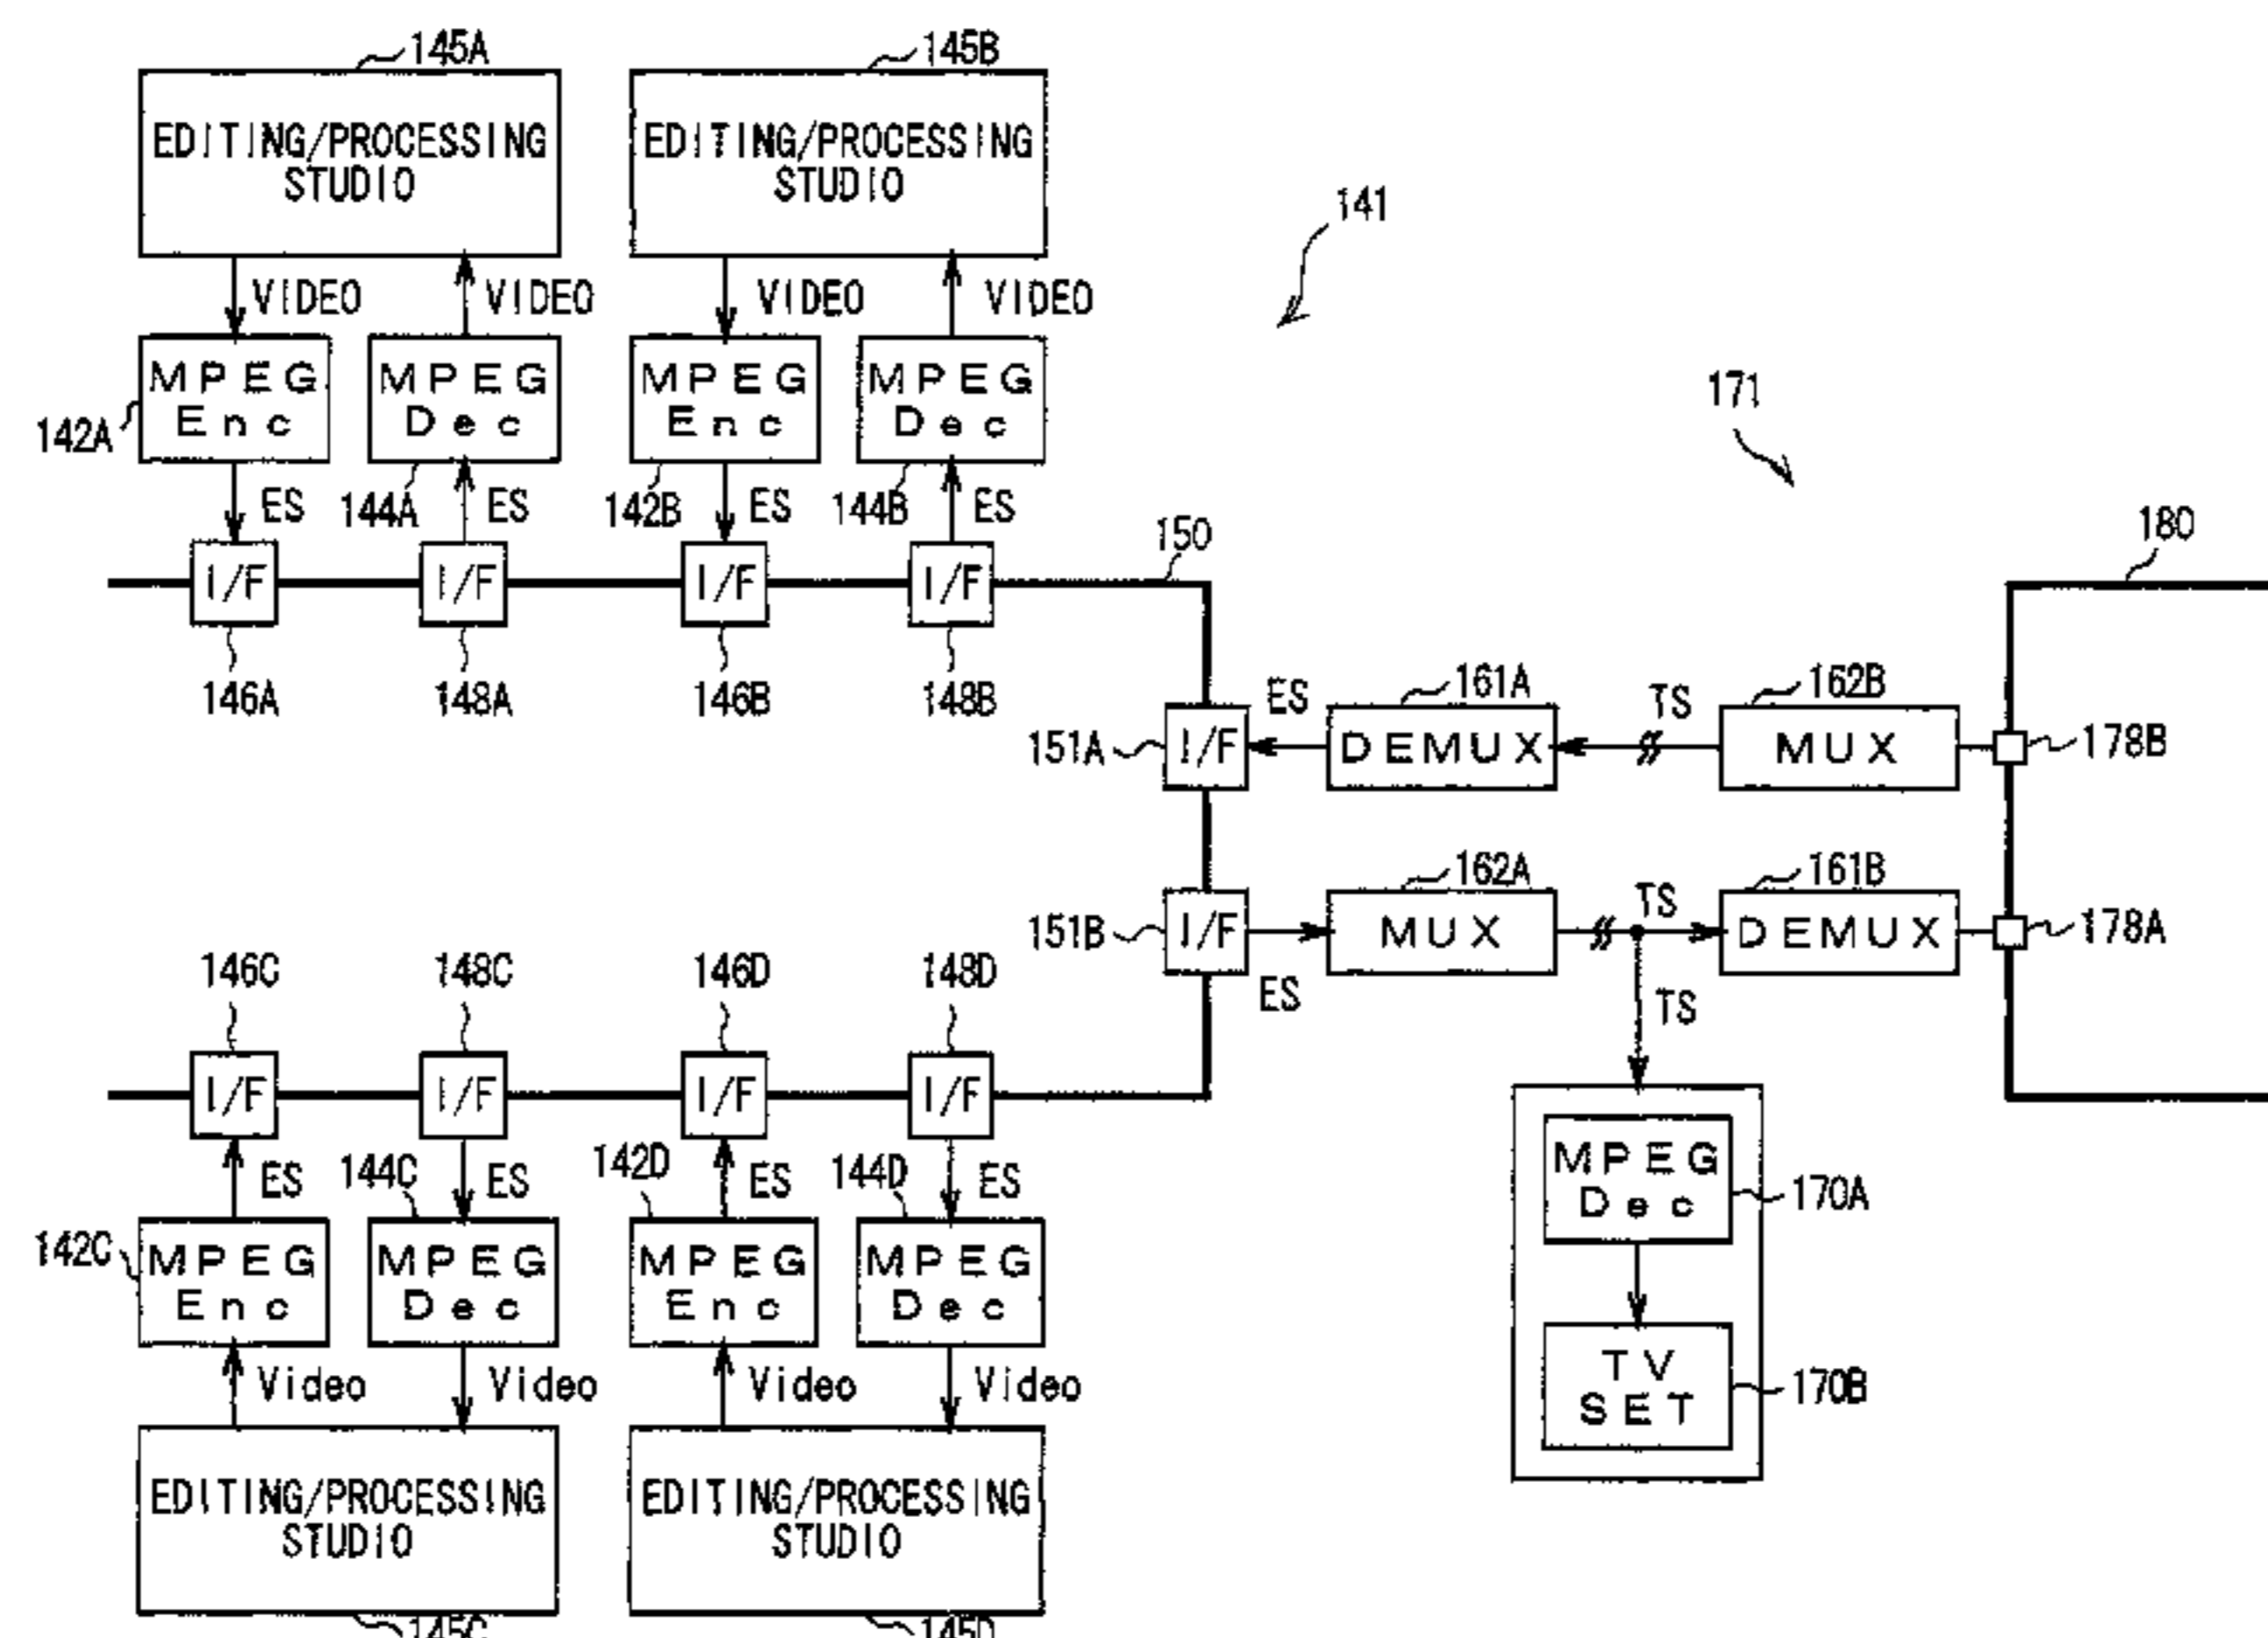 145A
145B
EDITING/PROCESSING
STUDIO
EDITING/PROCESSING
STUDIO
141
VIDEO
VIDEO
VIDEO
VIDEO
171
MPEG
Enc
MPEG
Dec
MPEG
Enc
MPEG
Dec
142A
ES
144A
ES
142B
ES
144B
ES
150
180
I/F
I/F
I/F
I/F
146A
148A
146B
148B
ES
161A
TS
162B
151A
I/F
DEMUX
MUX
178B
162A
TS
161B
151B
I/F
MUX
DEMUX
178A
ES
TS
146C
148C
146D
148D
I/F
I/F
I/F
I/F
ES
144C
ES
142D
ES
144D
ES
142C
MPEG
Enc
MPEG
Dec
MPEG
Enc
MPEG
Dec
MPEG
Dec
170A
TV
SET
170B
Video
Video
Video
Video
EDITING/PROCESSING
STUDIO
EDITING/PROCESSING
STUDIO
145C
145D